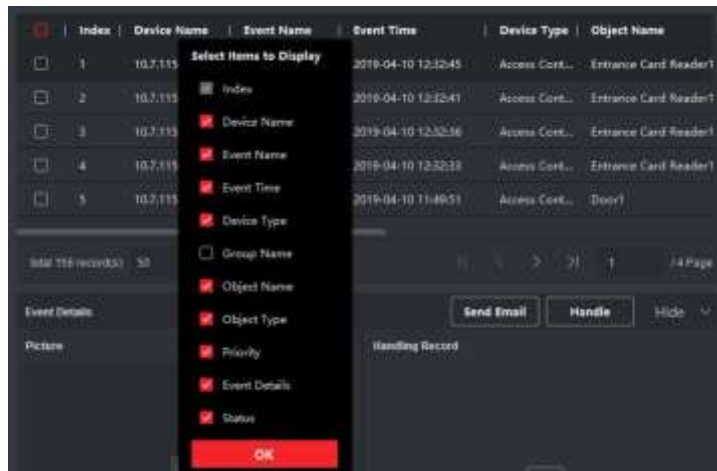 Index Device Name Event Name Event Time Device Type Object Name
1 10.7.115 2019-04-10 12:32:45 Access Cont... Entrance Card Reader1
2 10.7.115 2019-04-10 12:32:41 Access Cont... Entrance Card Reader1
3 10.7.115 2019-04-10 12:32:36 Access Cont... Entrance Card Reader1
4 10.7.115 2019-04-10 12:32:33 Access Cont... Entrance Card Reader1
5 10.7.115 2019-04-10 11:49:51 Access Cont... Door1
Select Items to Display
Index
Device Name
Event Name
Event Time
Device Type
Group Name
Object Name
Object Type
Priority
Event Details
Status
OK
total 156 record(s) 50 1 /4 Page
Event Details Send Email Handle Hide
Picture Handling Record